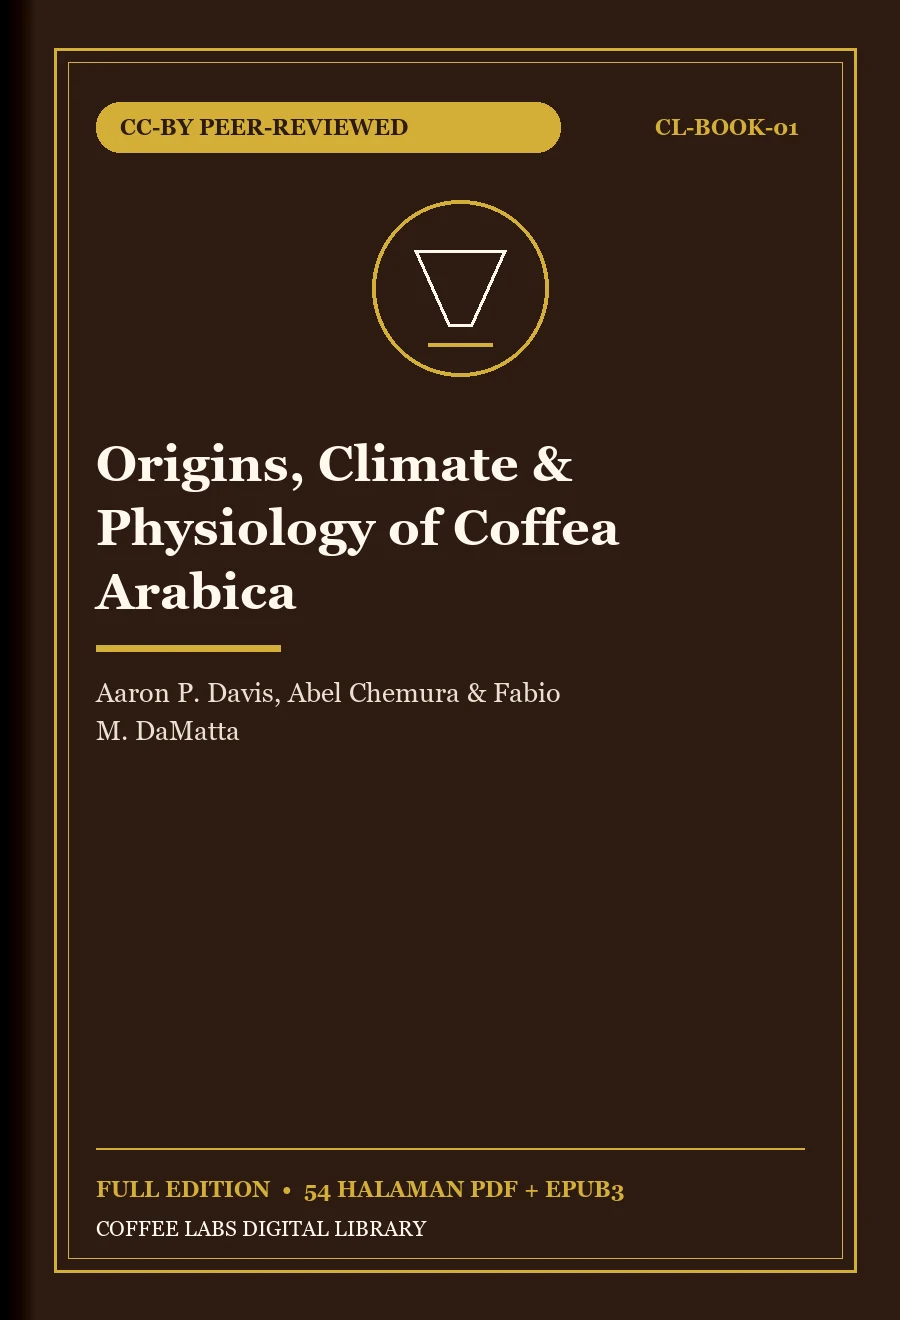 CC-BY PEER-REVIEWED
CL-BOOK-01
Origins, Climate &
Physiology of Coffea
Arabica
Aaron P. Davis, Abel Chemura & Fabio
M. DaMatta
FULL EDITION • 54 HALAMAN PDF + EPUB3
COFFEE LABS DIGITAL LIBRARY